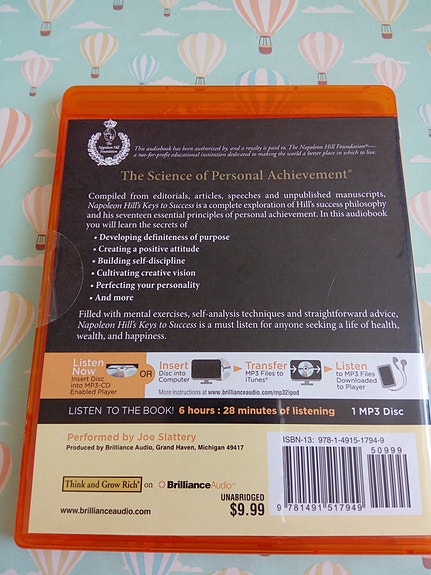 Napoleon Hill
Foundation
This audiobook has been authorized by, and a royalty is paid to, The Napoleon Hill Foundation®—
a not-for-profit educational institution dedicated to making the world a better place in which to live.
The Science of Personal Achievement®
Compiled from editorials, articles, speeches and unpublished manuscripts,
Napoleon Hill's Keys to Success is a complete exploration of Hill's success philosophy
and his seventeen essential principles of personal achievement. In this audiobook
you will learn the secrets of
• Developing definiteness of purpose
• Creating a positive attitude
• Building self-discipline
• Cultivating creative vision
• Perfecting your personality
• And more
Filled with mental exercises, self-analysis techniques and straightforward advice,
Napoleon Hill's Keys to Success is a must listen for anyone seeking a life of health,
wealth, and happiness.
Listen
Now
Insert Disc
into MP3-CD
Enabled Player
OR
Insert
Disc into
Computer
Transfer
MP3 Files to
iTunes®
Listen
to MP3 Files
Downloaded
to Player
More instructions at www.brillianceaudio.com/mp32ipod
LISTEN TO THE BOOK! 6 hours : 28 minutes of listening 1 MP3 Disc
Performed by Joe Slattery
Produced by Brilliance Audio, Grand Haven, Michigan 49417
ISBN-13: 978-1-4915-1794-9
50999
9 781491 517949
Think and Grow Rich® on BrillianceAudio™
www.brillianceaudio.com
UNABRIDGED
$9.99